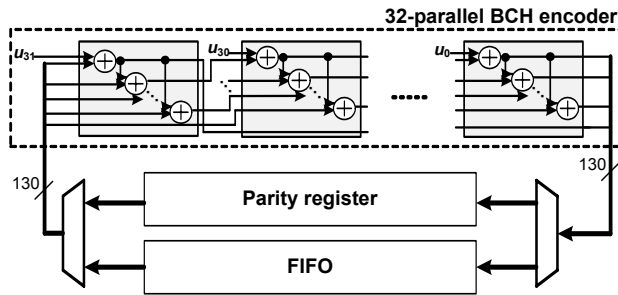 32-parallel BCH encoder
u31
u30
u0
130
130
Parity register
FIFO